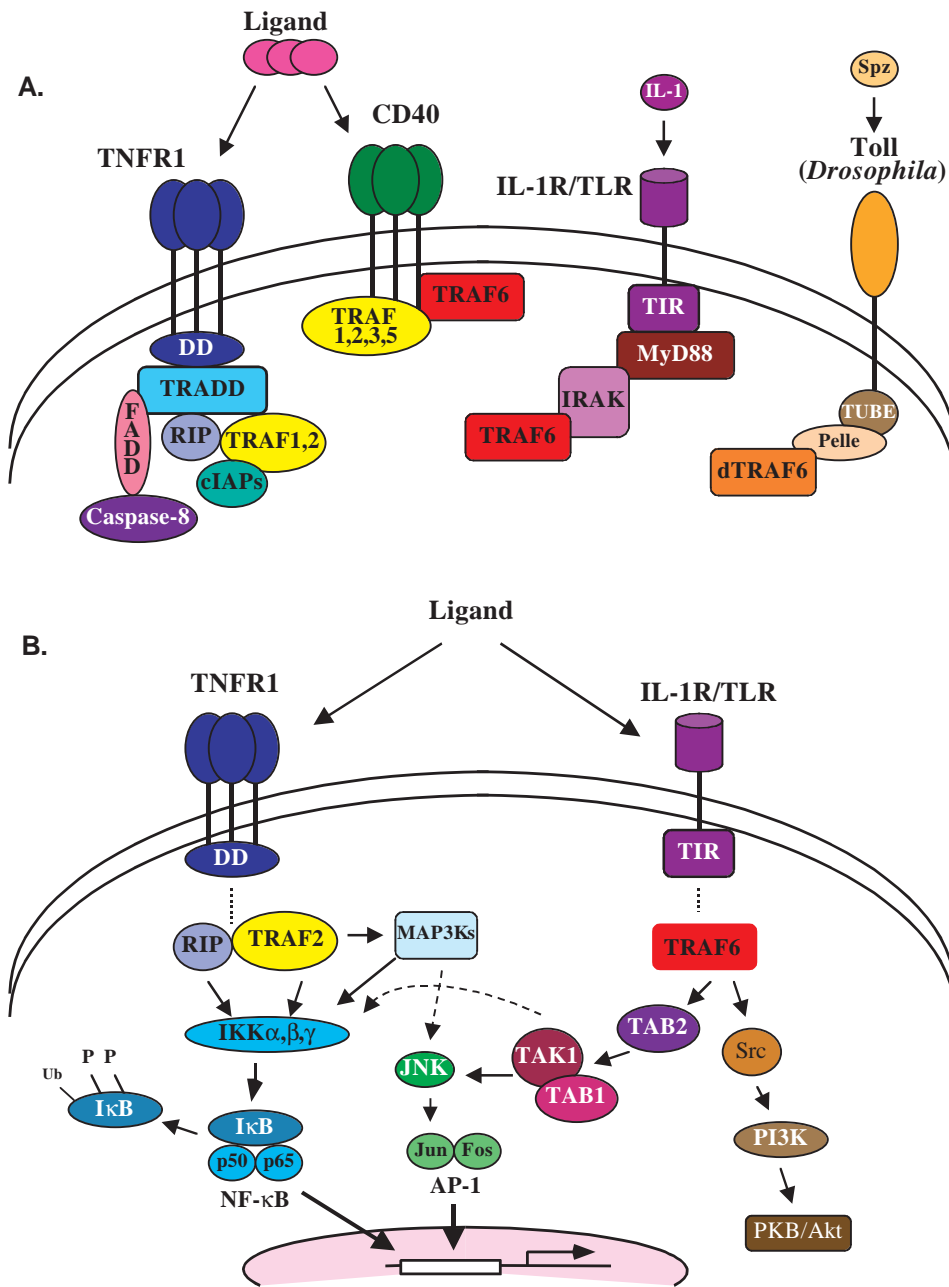 Ligand
A.
Spz
IL-1
CD40
TNFR1
Toll
(Drosophila)
IL-1R/TLR
TRAF6
TRAF
1,2,3,5
TIR
DD
MyD88
TRADD
FADD
IRAK
TUBE
RIP
TRAF1,2
TRAF6
Pelle
dTRAF6
cIAPs
Caspase-8
Ligand
B.
TNFR1
IL-1R/TLR
DD
TIR
RIP
TRAF2
MAP3Ks
TRAF6
IKKα,β,γ
TAB2
TAK1
Src
P P
Ub
JNK
TAB1
IκB
IκB
PI3K
p50
p65
Jun
Fos
NF-κB
AP-1
PKB/Akt